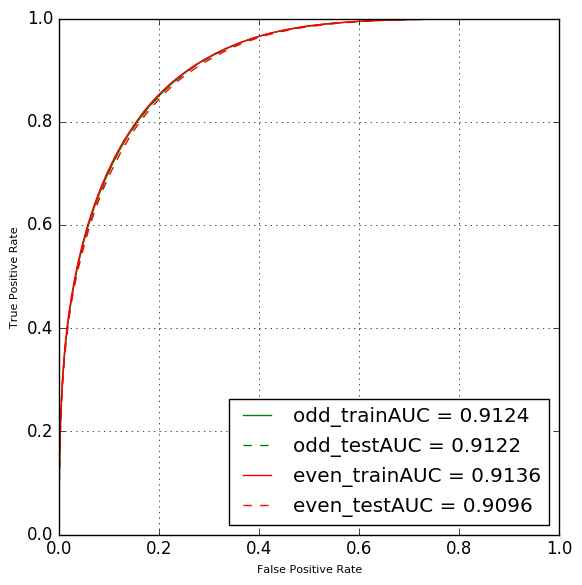 1.0
0.8
0.6
0.4
0.2
0.0
True Positive Rate
odd_trainAUC = 0.9124
odd_testAUC = 0.9122
even_trainAUC = 0.9136
even_testAUC = 0.9096
0.0 0.2 0.4 0.6 0.8 1.0
False Positive Rate